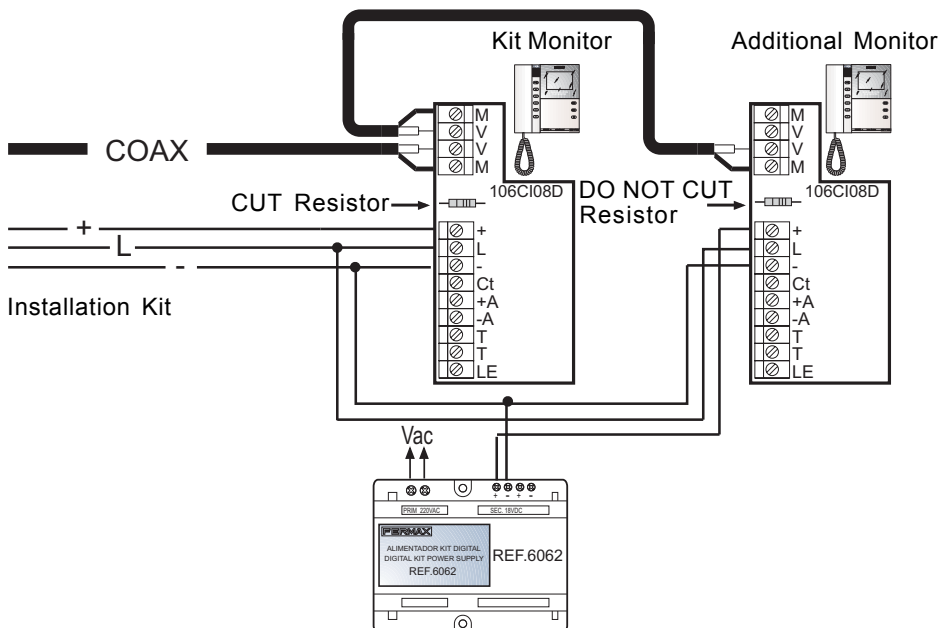 Kit Monitor
Additional Monitor
M
V
V
M
M
V
V
M
COAX
106CI08D
106CI08D
CUT Resistor
DO NOT CUT
Resistor
+
L
-
+
L
-
Ct
+A
-A
T
T
LE
+
L
-
Ct
+A
-A
T
T
LE
Installation Kit
Vac
+ - + -
PRIM. 220VAC
SEC. 18VDC
FERMAX
ALIMENTADOR KIT DIGITAL
DIGITAL KIT POWER SUPPLY
REF.6062
REF.6062